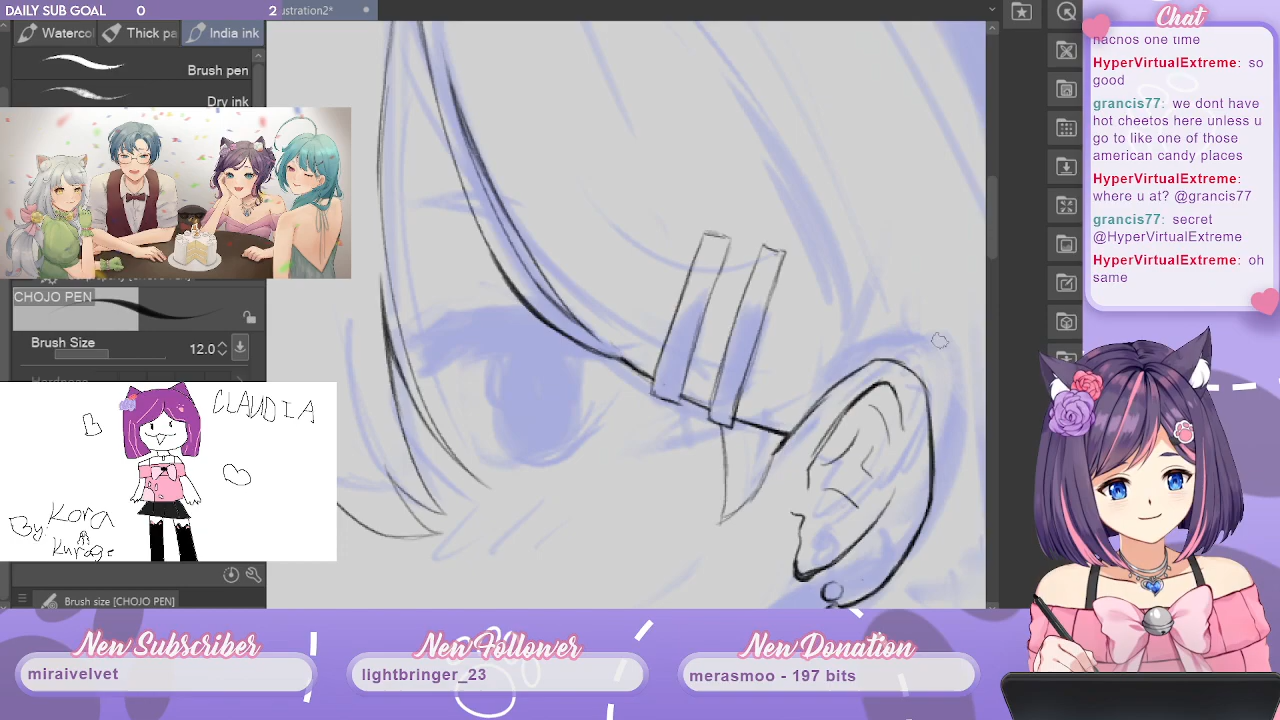 DAILY SUB GOAL 0 2
ustration2*
Waterco
Thick pa
India ink
Brush pen
Dry ink
CHOJO PEN
Brush Size 12.0
Brush size [CHOJO PEN]
CLAUDIA
By Kora
Chat
nachos one time
HyperVirtualExtreme: so
good
grancis77: we dont have
hot cheetos here unless u
go to like one of those
american candy places
HyperVirtualExtreme:
where u at? @grancis77
grancis77: secret
@HyperVirtualExtreme
HyperVirtualExtreme: oh
same
New Subscriber
miraivelvet
New Follower
lightbringer_23
New Donation
merasmoo - 197 bits